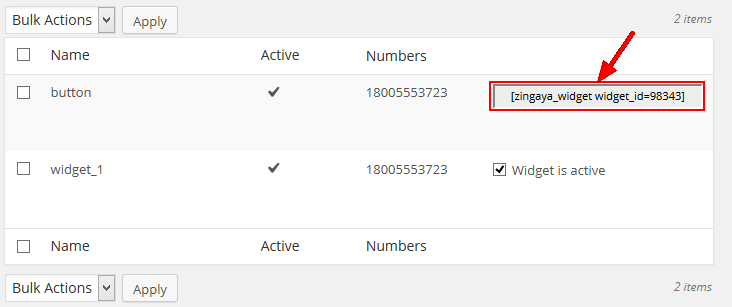 Bulk Actions Apply 2 items
Name Active Numbers
button 18005553723 [zingaya_widget widget_id=98343]
widget_1 18005553723 Widget is active
Name Active Numbers
Bulk Actions Apply 2 items